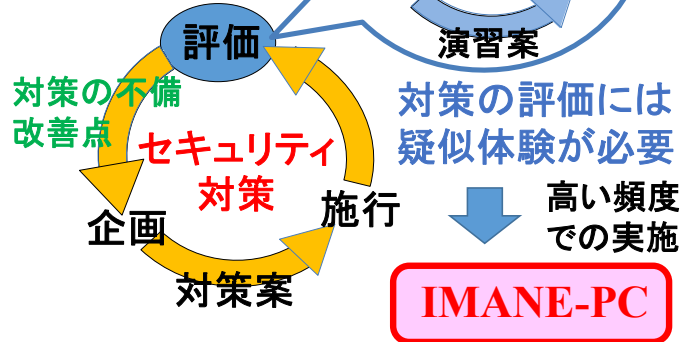 評価
演習案
対策の不備
改善点
セキュリティ
対策
企画
施行
対策案
対策の評価には
疑似体験が必要
高い頻度
での実施
IMANE-PC